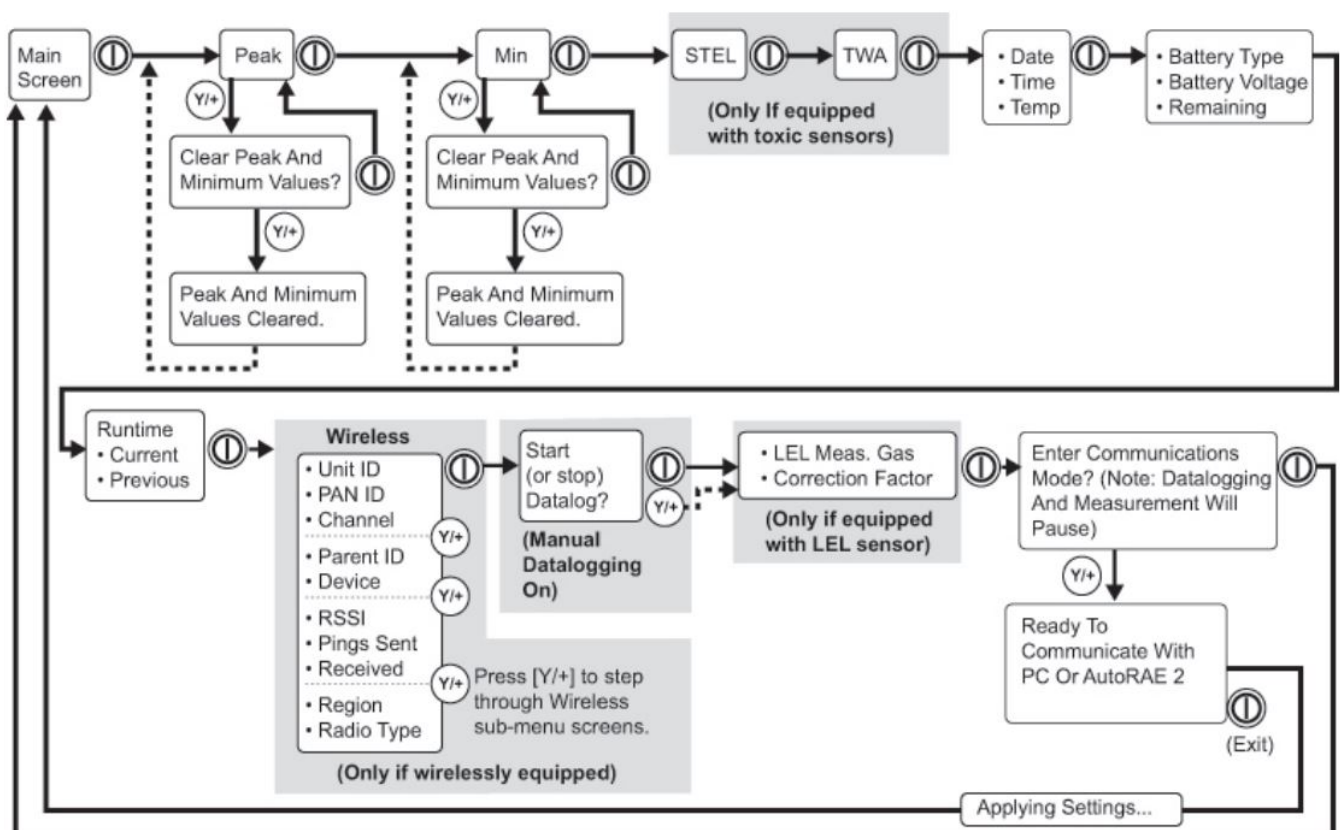 Main
Screen
Peak
Min
STEL
TWA
• Date
• Time
• Temp
• Battery Type
• Battery Voltage
• Remaining
Y/+
Y/+
(Only If equipped
with toxic sensors)
Clear Peak And
Minimum Values?
Clear Peak And
Minimum Values?
Y/+
Y/+
Peak And Minimum
Values Cleared.
Peak And Minimum
Values Cleared.
Runtime
• Current
• Previous
Wireless
• Unit ID
• PAN ID
• Channel
Y/+
• Parent ID
• Device
Y/+
• RSSI
• Pings Sent
• Received
Y/+
• Region
• Radio Type
Press [Y/+] to step
through Wireless
sub-menu screens.
(Only if wirelessly equipped)
Start
(or stop)
Datalog?
Y/+
(Manual
Datalogging
On)
• LEL Meas. Gas
• Correction Factor
(Only if equipped
with LEL sensor)
Enter Communications
Mode? (Note: Datalogging
And Measurement Will
Pause)
Y/+
Ready To
Communicate With
PC Or AutoRAE 2
(Exit)
Applying Settings...